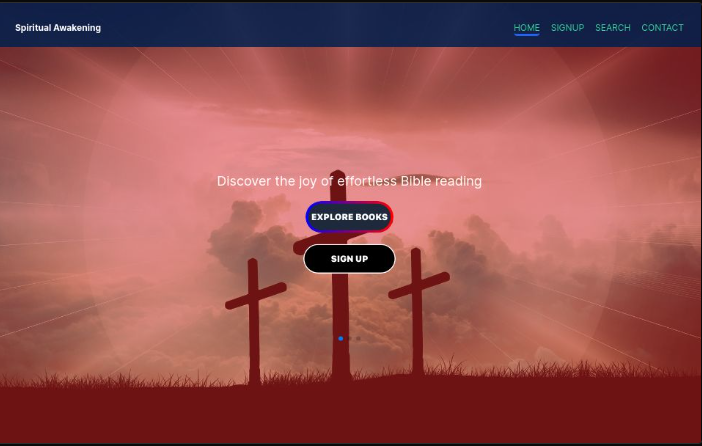 Spiritual Awakening
HOME SIGNUP SEARCH CONTACT
Discover the joy of effortless Bible reading
EXPLORE BOOKS
SIGN UP